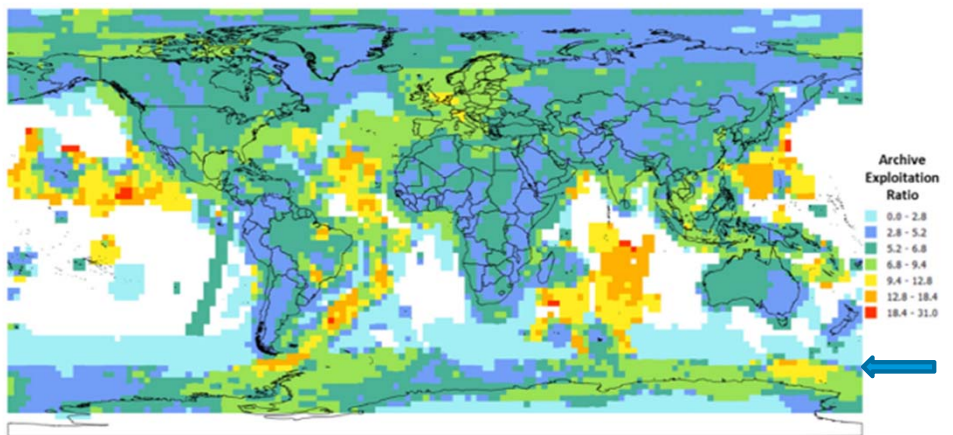 Archive
Exploitation
Ratio
0.0 - 2.8
2.8 - 5.2
5.2 - 6.8
6.8 - 9.4
9.4 - 12.8
12.8 - 18.4
18.4 - 31.0